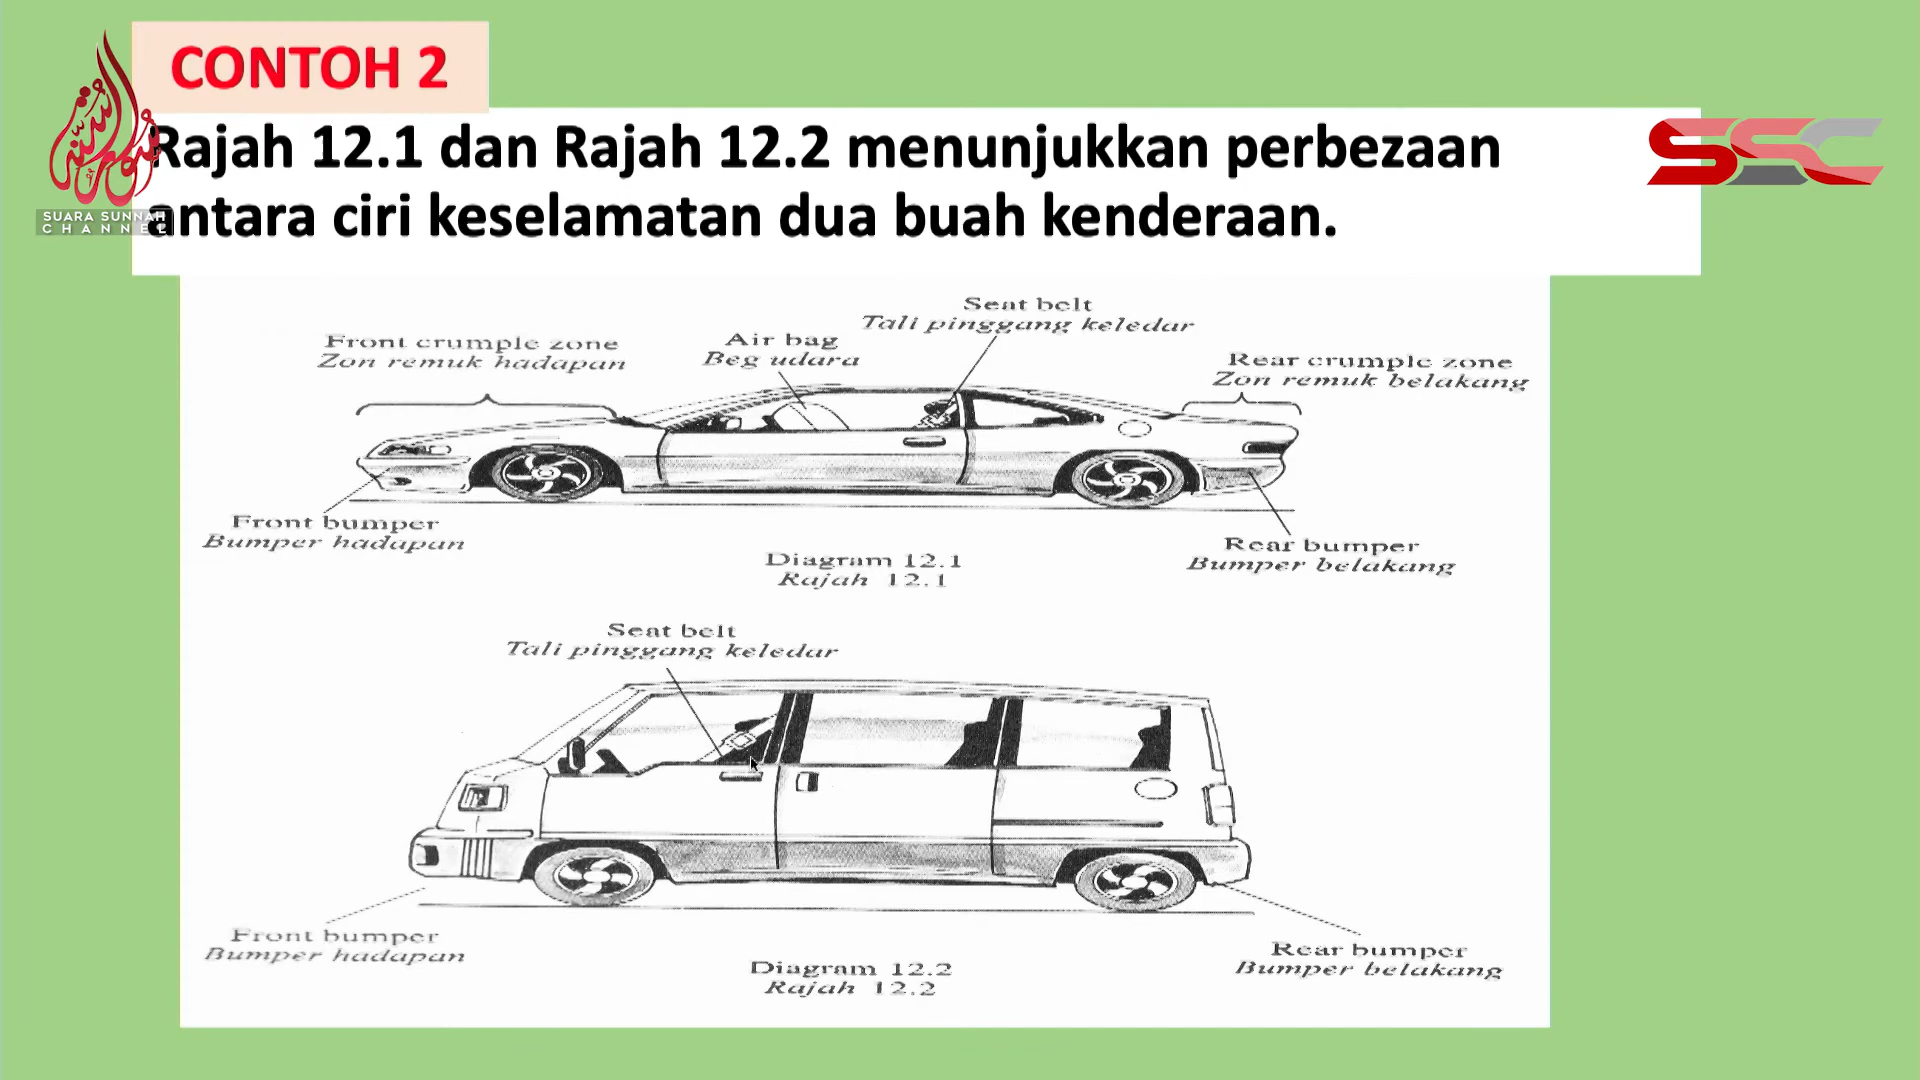 CONTOH 2
Rajah 12.1 dan Rajah 12.2 menunjukkan perbezaan
antara ciri keselamatan dua buah kenderaan.
SUARA SUNNAH
CHANNEL
SSC
Seat belt
Tali pinggang keledar
Front crumple zone
Zon remuk hadapan
Air bag
Beg udara
Rear crumple zone
Zon remuk belakang
Front bumper
Bumper hadapan
Rear bumper
Bumper belakang
Diagram 12.1
Rajah 12.1
Seat belt
Tali pinggang keledar
Front bumper
Bumper hadapan
Rear bumper
Bumper belakang
Diagram 12.2
Rajah 12.2